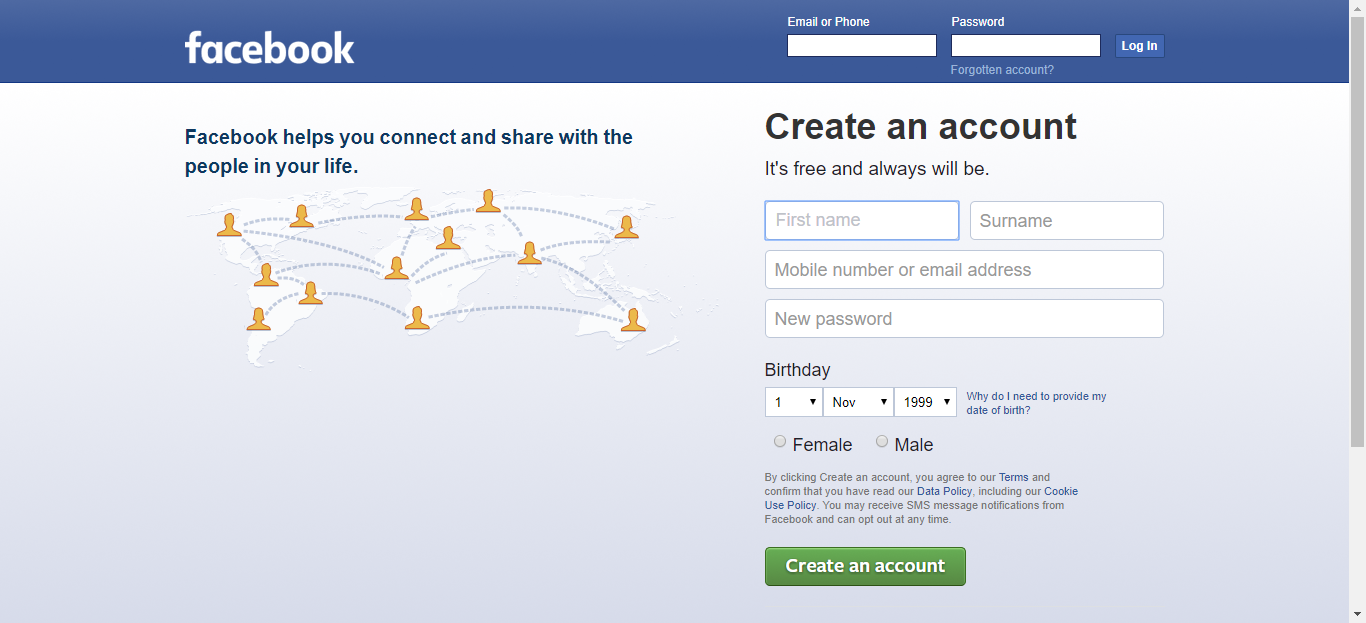 facebook
Email or Phone
Password
Log In
Forgotten account?
Facebook helps you connect and share with the
people in your life.
Create an account
It's free and always will be.
First name
Surname
Mobile number or email address
New password
Birthday
1
Nov
1999
Why do I need to provide my
date of birth?
Female
Male
By clicking Create an account, you agree to our Terms and
confirm that you have read our Data Policy, including our Cookie
Use Policy. You may receive SMS message notifications from
Facebook and can opt out at any time.
Create an account